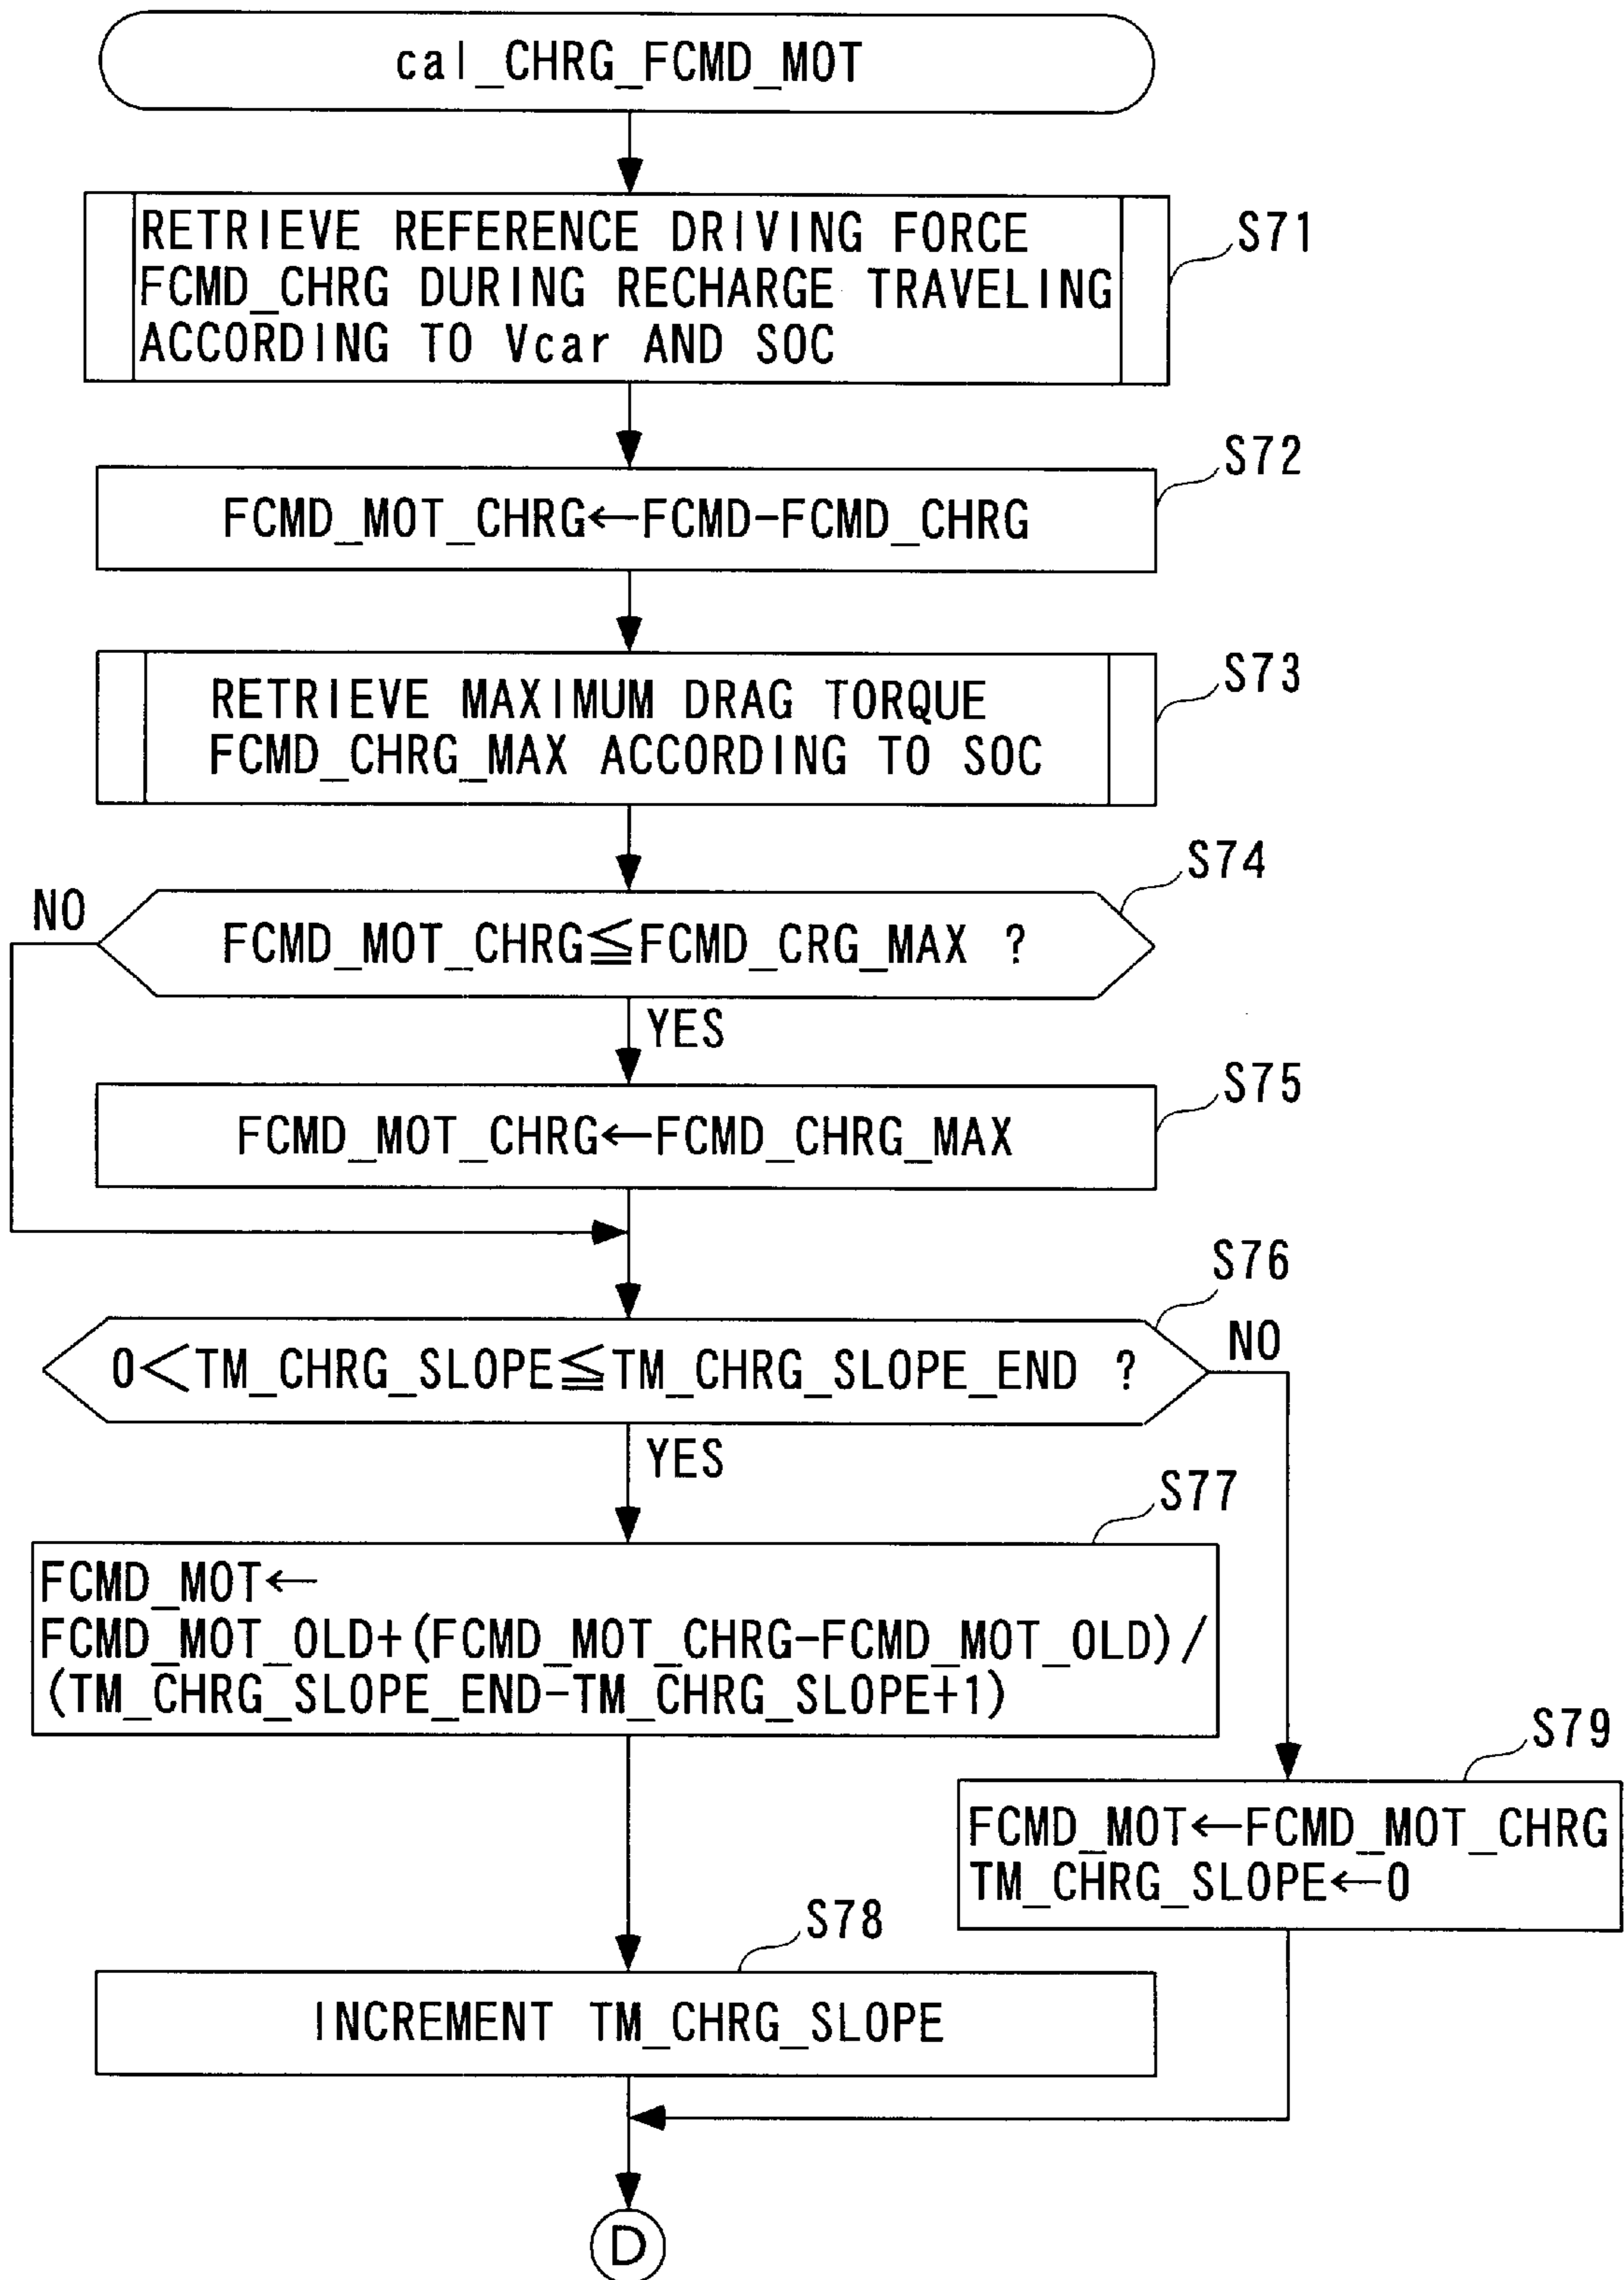 cal_CHRG_FCMD_MOT
RETRIEVE REFERENCE DRIVING FORCE
FCMD_CHRG DURING RECHARGE TRAVELING
ACCORDING TO Vcar AND SOC
S71
S72
FCMD_MOT_CHRG←FCMD-FCMD_CHRG
S73
RETRIEVE MAXIMUM DRAG TORQUE
FCMD_CHRG_MAX ACCORDING TO SOC
S74
NO
FCMD_MOT_CHRG≦FCMD_CRG_MAX ?
YES
S75
FCMD_MOT_CHRG←FCMD_CHRG_MAX
S76
NO
0<TM_CHRG_SLOPE≦TM_CHRG_SLOPE_END ?
YES
S77
FCMD_MOT←
FCMD_MOT_OLD+(FCMD_MOT_CHRG-FCMD_MOT_OLD)/
(TM_CHRG_SLOPE_END-TM_CHRG_SLOPE+1)
S79
FCMD_MOT←FCMD_MOT_CHRG
TM_CHRG_SLOPE←0
S78
INCREMENT TM_CHRG_SLOPE
D